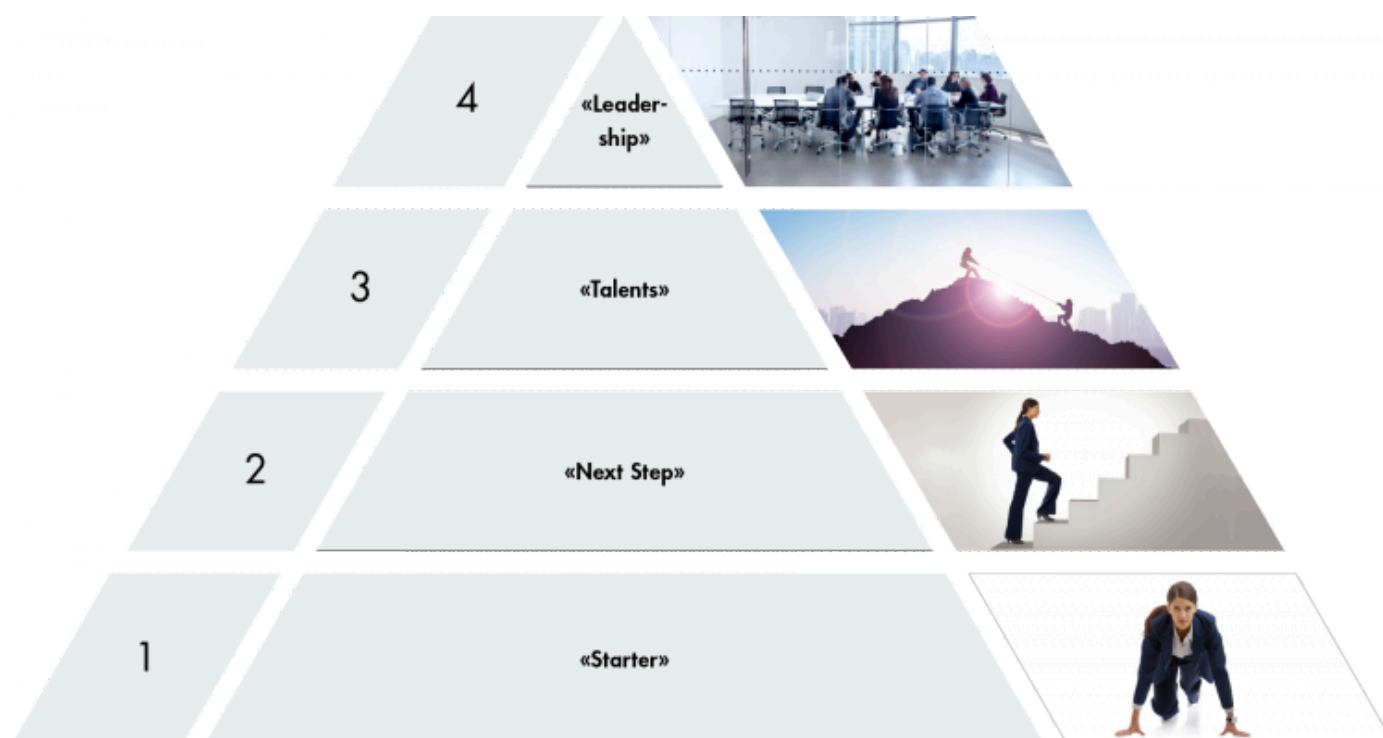 4
«Leader-
ship»
3
«Talents»
2
«Next Step»
1
«Starter»